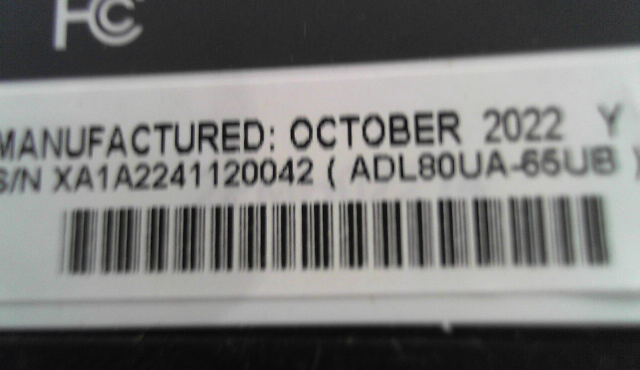 FC
MANUFACTURED: OCTOBER 2022 Y
S/N XA1A2241120042 ( ADL80UA-65UB )